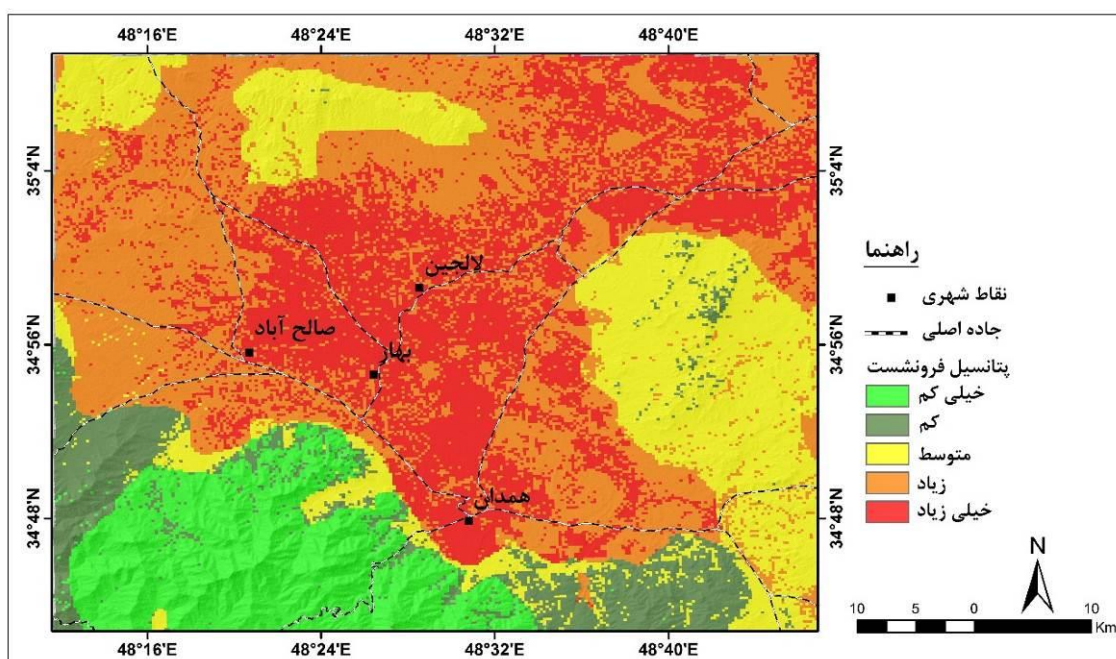 48°16'E 48°24'E 48°32'E 48°40'E
35°4'N 35°4'N
34°56'N 34°56'N
34°48'N 34°48'N
لالجین
صالح آباد
بهار
همدان
48°16'E 48°24'E 48°32'E 48°40'E
راهنما
نقاط شهری
جاده اصلی
پتانسیل فرونشست
خیلی کم
کم
متوسط
زیاد
خیلی زیاد
N
10 5 0 10
Km